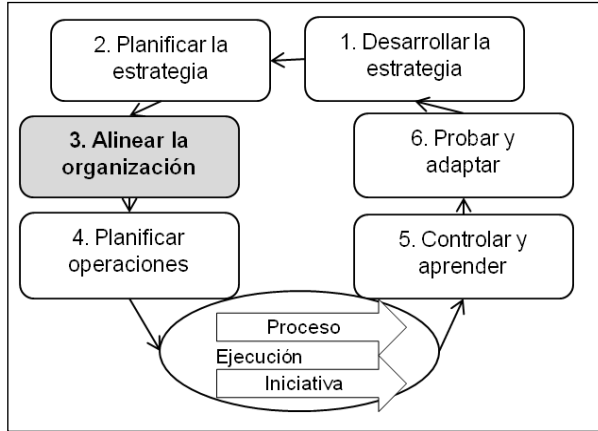 1. Desarrollar la
estrategia
2. Planificar la
estrategia
3. Alinear la
organización
4. Planificar
operaciones
Proceso
Ejecución
Iniciativa
5. Controlar y
aprender
6. Probar y
adaptar